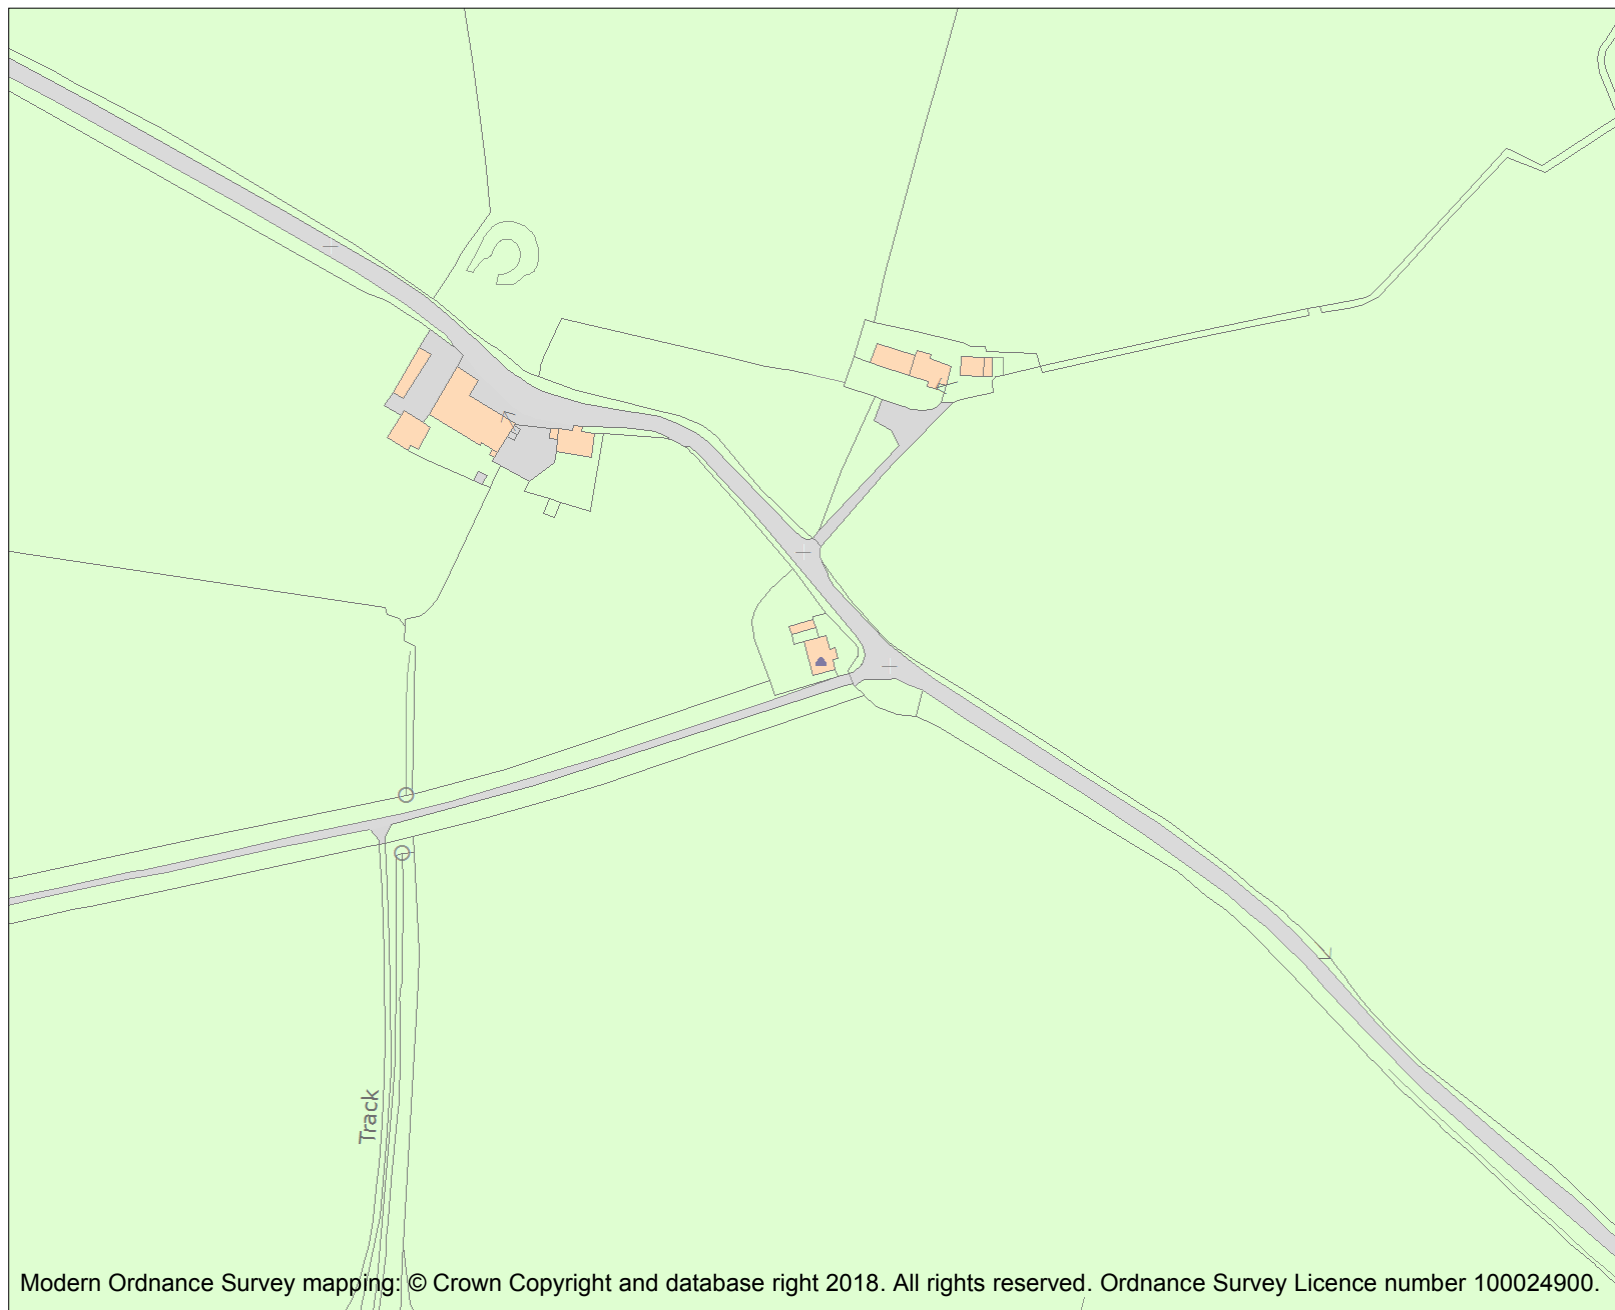 Track
Modern Ordnance Survey mapping: © Crown Copyright and database right 2018. All rights reserved. Ordnance Survey Licence number 100024900.